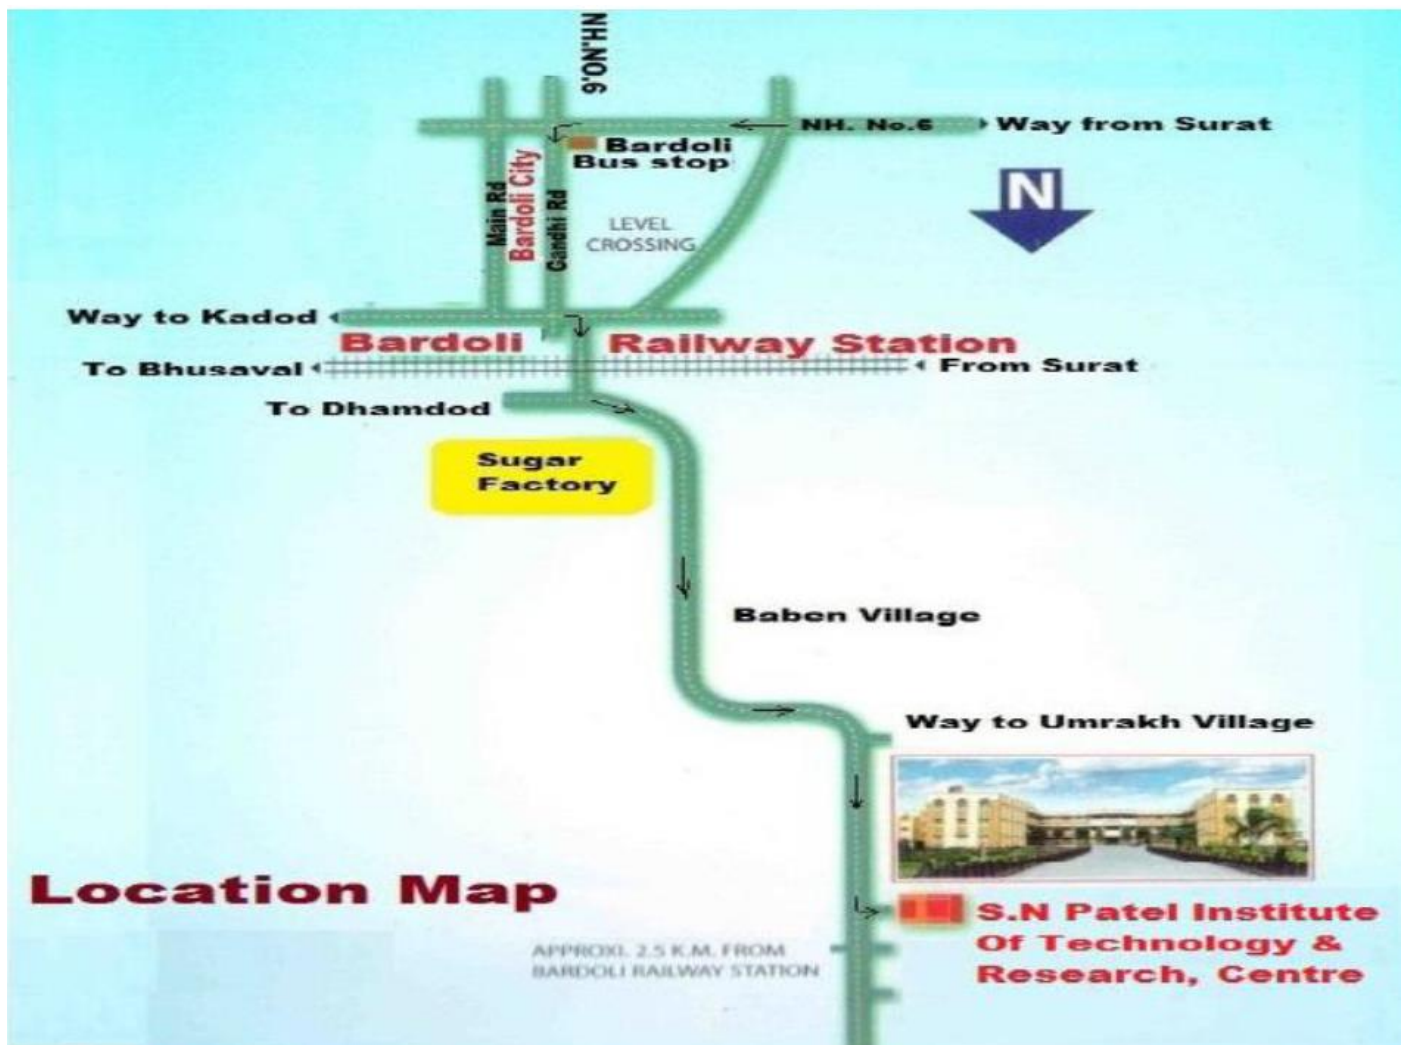 NH.NO.6
NH. No.6
Way from Surat
Bardoli
Bus stop
N
Main Rd
Bardoli City
Gandhi Rd
LEVEL
CROSSING
Way to Kadod
Bardoli Railway Station
To Bhusaval
From Surat
To Dhamdod
Sugar
Factory
Baben Village
Way to Umrakh Village
Location Map
S.N Patel Institute
Of Technology &
Research, Centre
APPROXI. 2.5 K.M. FROM
BARDOLI RAILWAY STATION